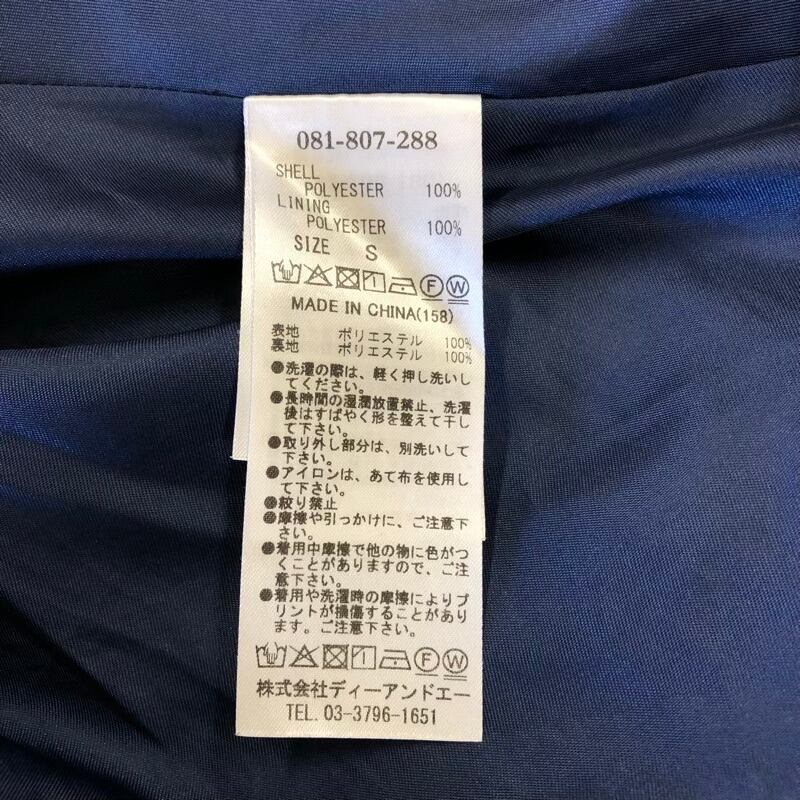 081-807-288
SHELL
POLYESTER 100%
LINING
POLYESTER 100%
SIZE S
MADE IN CHINA(158)
表地 ポリエステル 100%
裏地 ポリエステル 100%
●洗濯の際は、軽く押し洗いし
てください。
●長時間の湿潤放置禁止、洗濯
後はすばやく形を整えて干し
て下さい。
●取り外し部分は、別洗いして
下さい。
●アイロンは、あて布を使用し
て下さい。
●絞り禁止
●摩擦や引っかけに、ご注意下
さい。
●着用中摩擦で他の物に色がつ
くことがありますので、ご注
意下さい。
●着用や洗濯時の摩擦によりプ
リントが損傷することがあり
ます。ご注意下さい。
F W
株式会社ディーアンドエー
TEL. 03-3796-1651